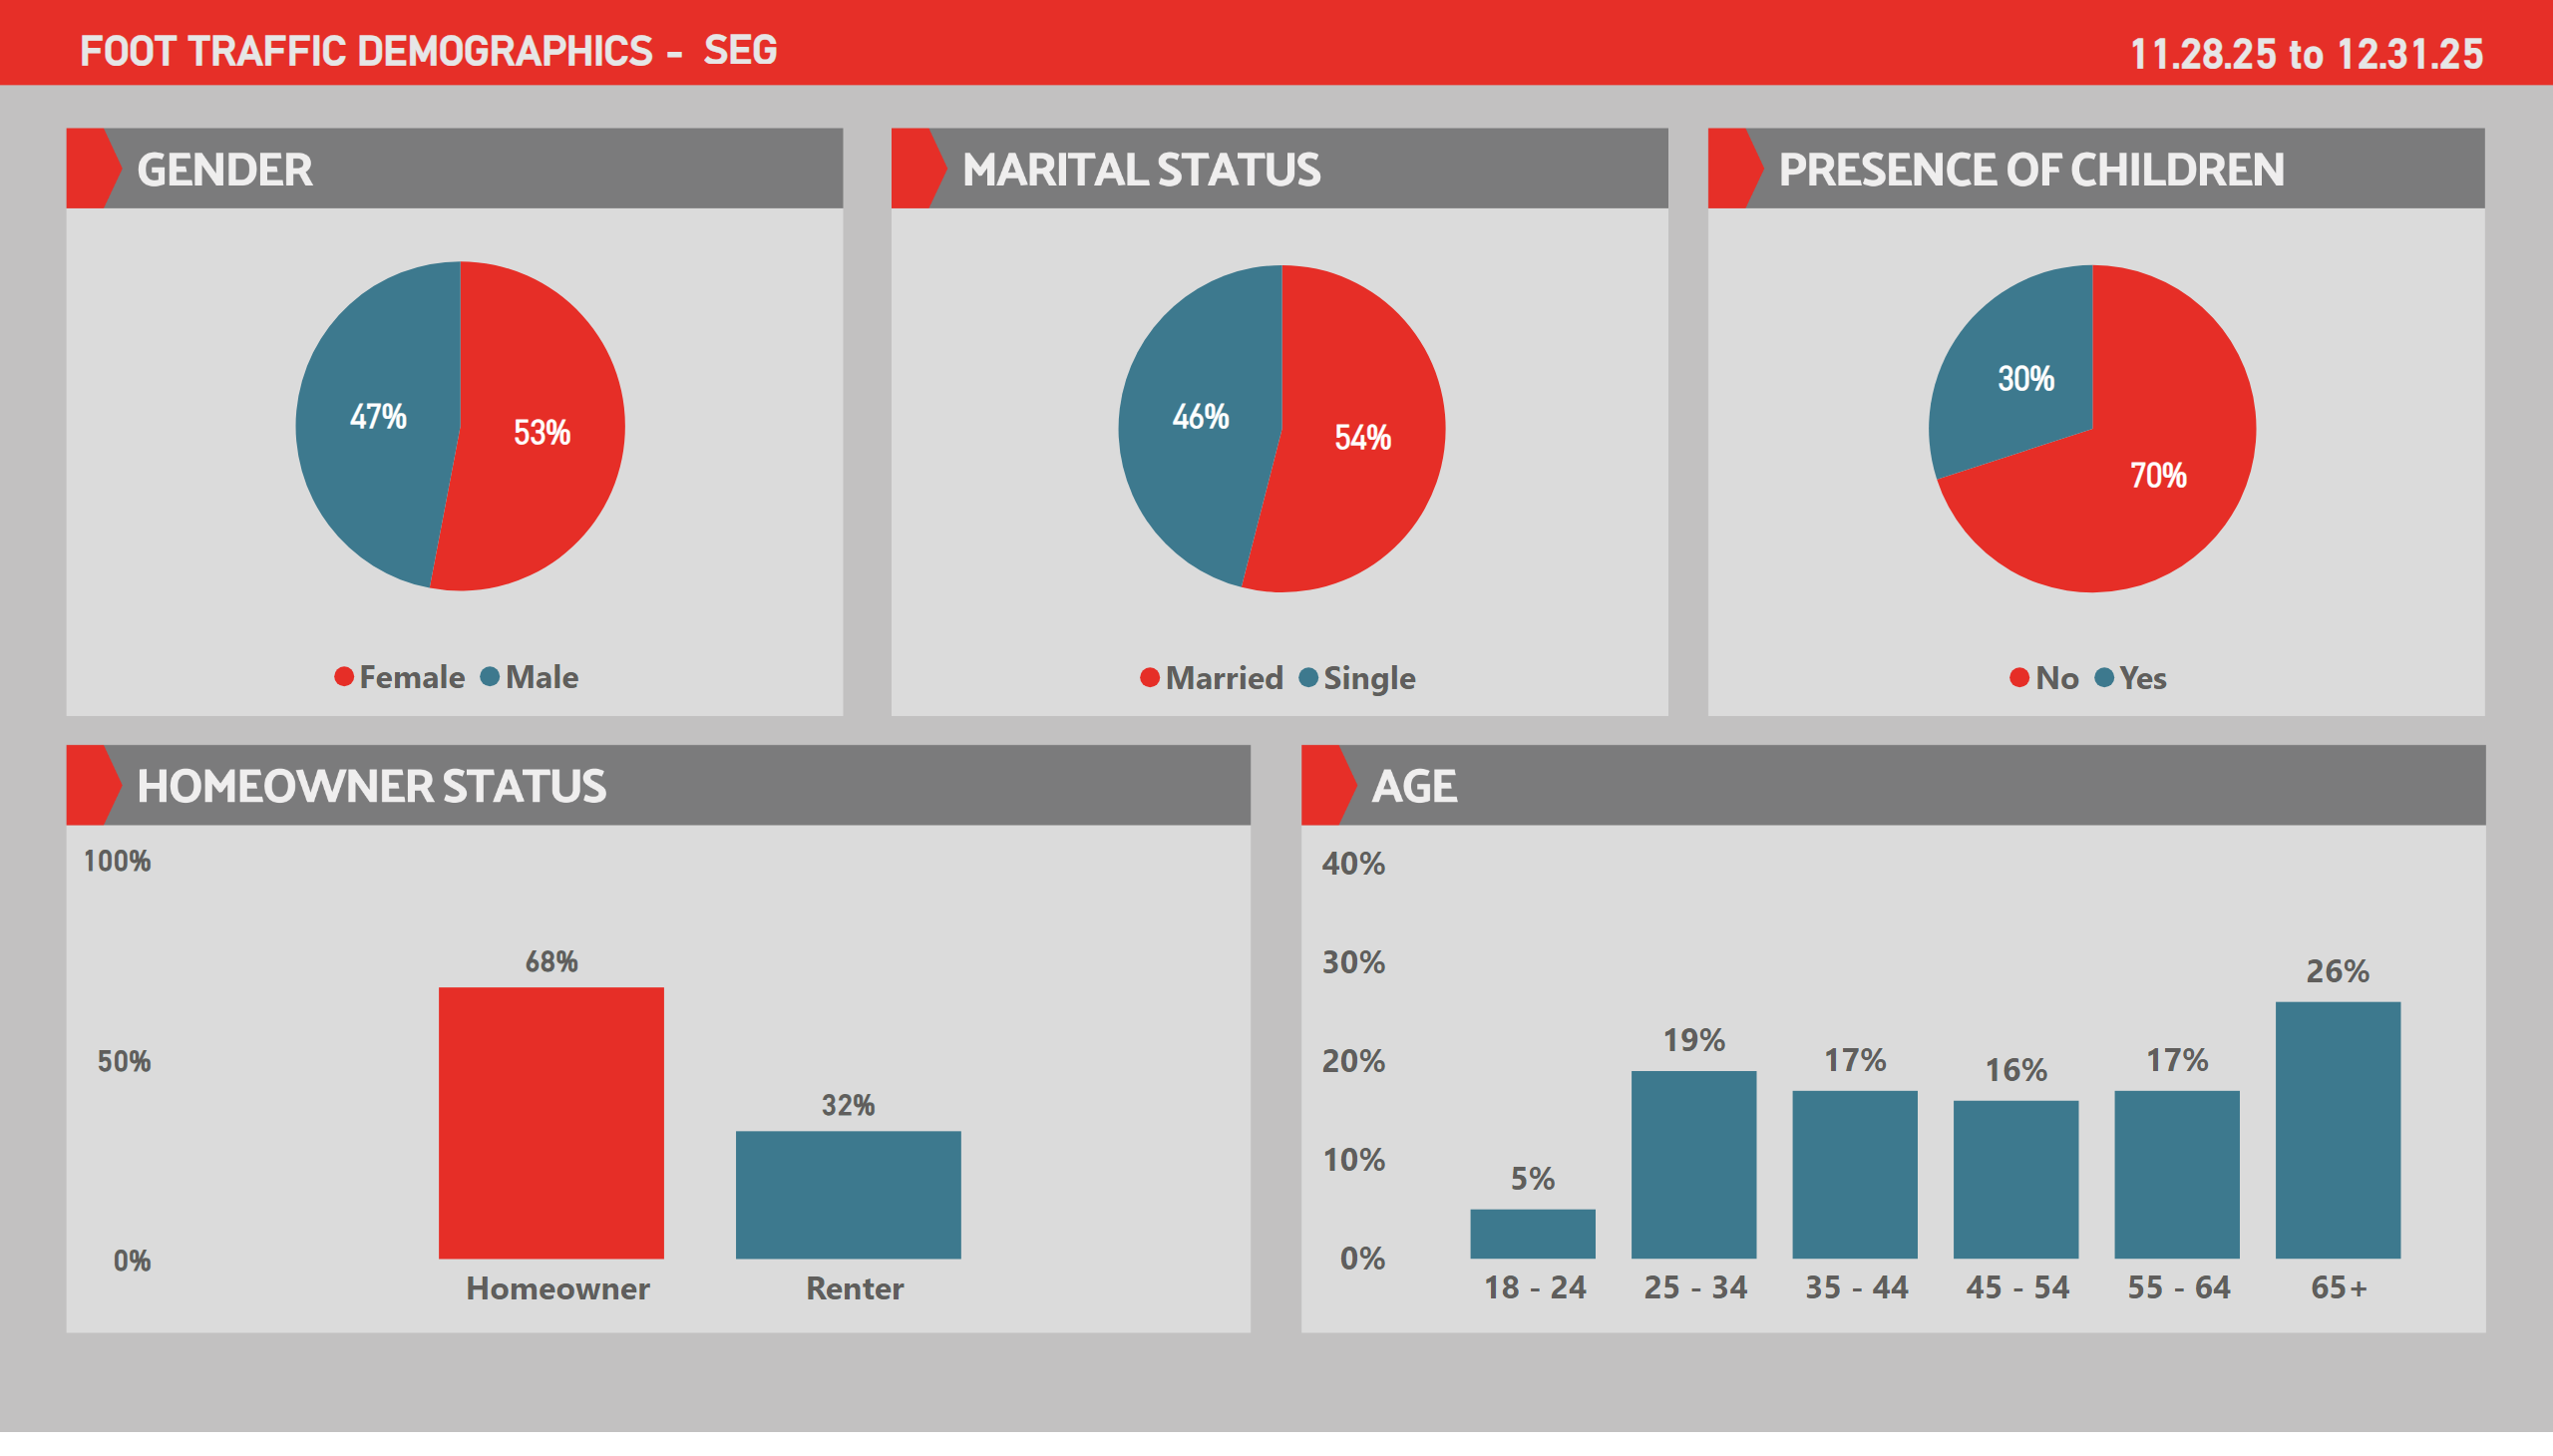 FOOT TRAFFIC DEMOGRAPHICS - SEG
11.28.25 to 12.31.25
GENDER
47%
53%
Female Male
MARITAL STATUS
46%
54%
Married Single
PRESENCE OF CHILDREN
30%
70%
No Yes
HOMEOWNER STATUS
100%
50%
0%
68%
32%
Homeowner Renter
AGE
40%
30%
20%
10%
0%
5%
19%
17%
16%
17%
26%
18 - 24 25 - 34 35 - 44 45 - 54 55 - 64 65+